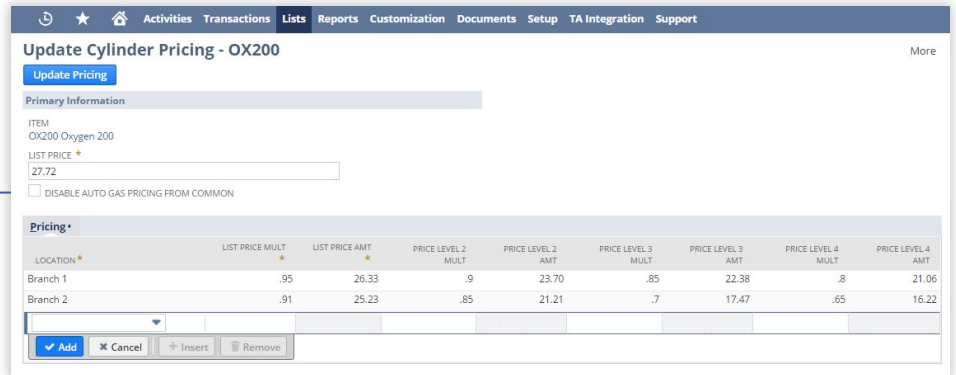 Activities Transactions Lists Reports Customization Documents Setup TA Integration Support
Update Cylinder Pricing - OX200 More
Update Pricing
Primary Information
ITEM
OX200 Oxygen 200
LIST PRICE *
27.72
DISABLE AUTO GAS PRICING FROM COMMON
Pricing •
LOCATION * LIST PRICE MULT * LIST PRICE AMT * PRICE LEVEL 2 MULT PRICE LEVEL 2 AMT PRICE LEVEL 3 MULT PRICE LEVEL 3 AMT PRICE LEVEL 4 MULT PRICE LEVEL 4 AMT
Branch 1 .95 26.33 .9 23.70 .85 22.38 .8 21.06
Branch 2 .91 25.23 .85 21.21 .7 17.47 .65 16.22
Add Cancel Insert Remove